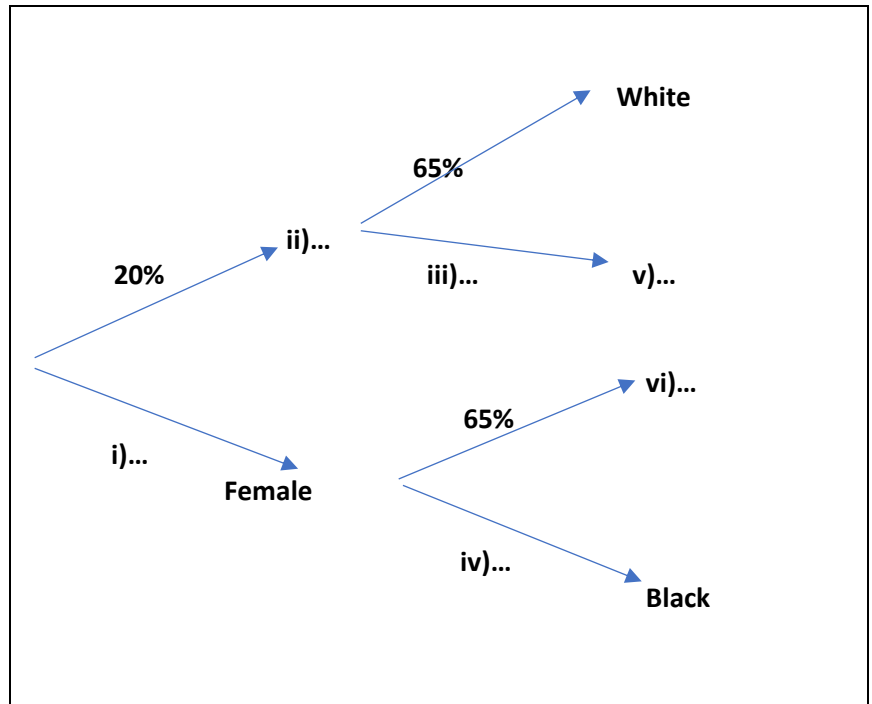 White
65%
ii)…
20%
iii)…
v)…
vi)…
65%
i)…
Female
iv)…
Black